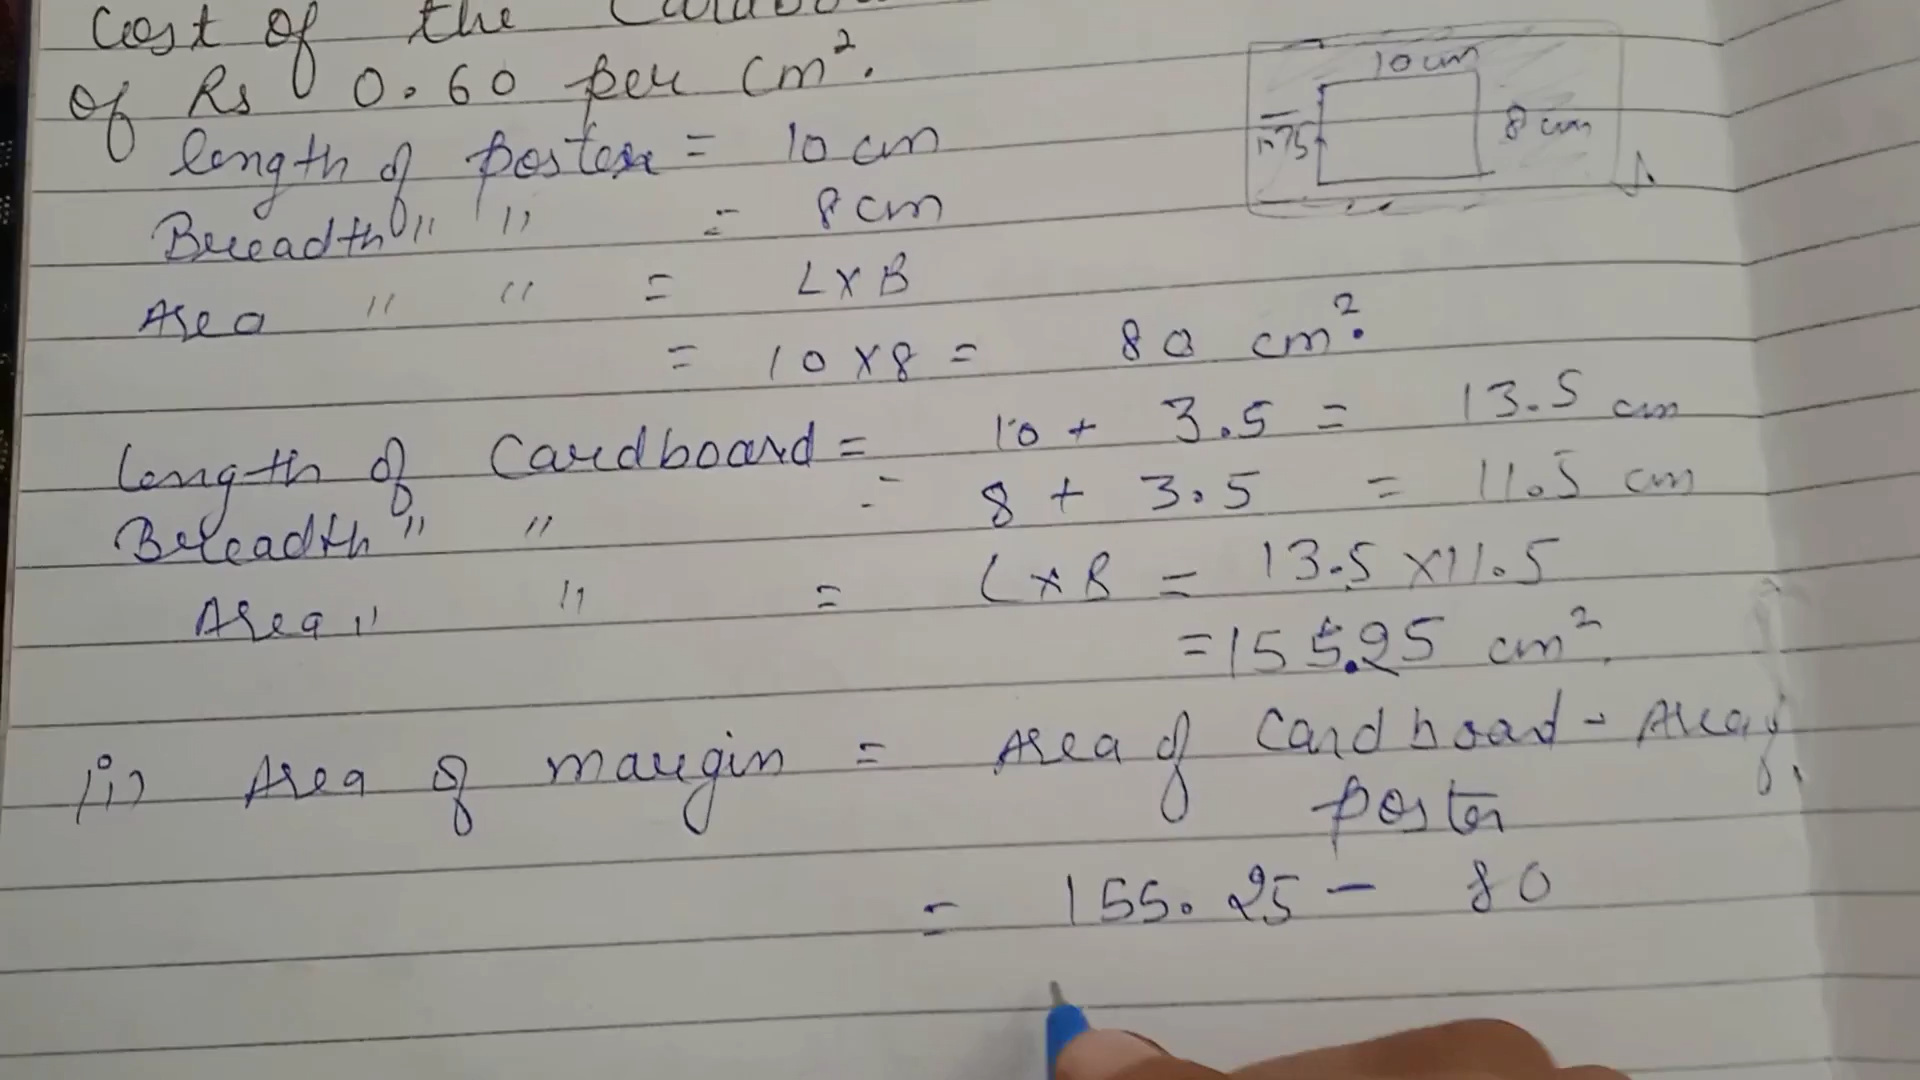 Cost of the Cardbo
of Rs 0.60 per cm².
10 cm
8 cm
1.75
length of poster = 10 cm
Breadth " " = 8 cm
Area " " = L×B
= 10×8 = 80 cm².
length of Cardboard = 10 + 3.5 = 13.5 cm
Breadth " " = 8 + 3.5 = 11.5 cm
Area " " = L×B = 13.5×11.5
= 155.25 cm².
(i) Area of margin = Area of Cardboard - Area of
poster
= 155.25 - 80